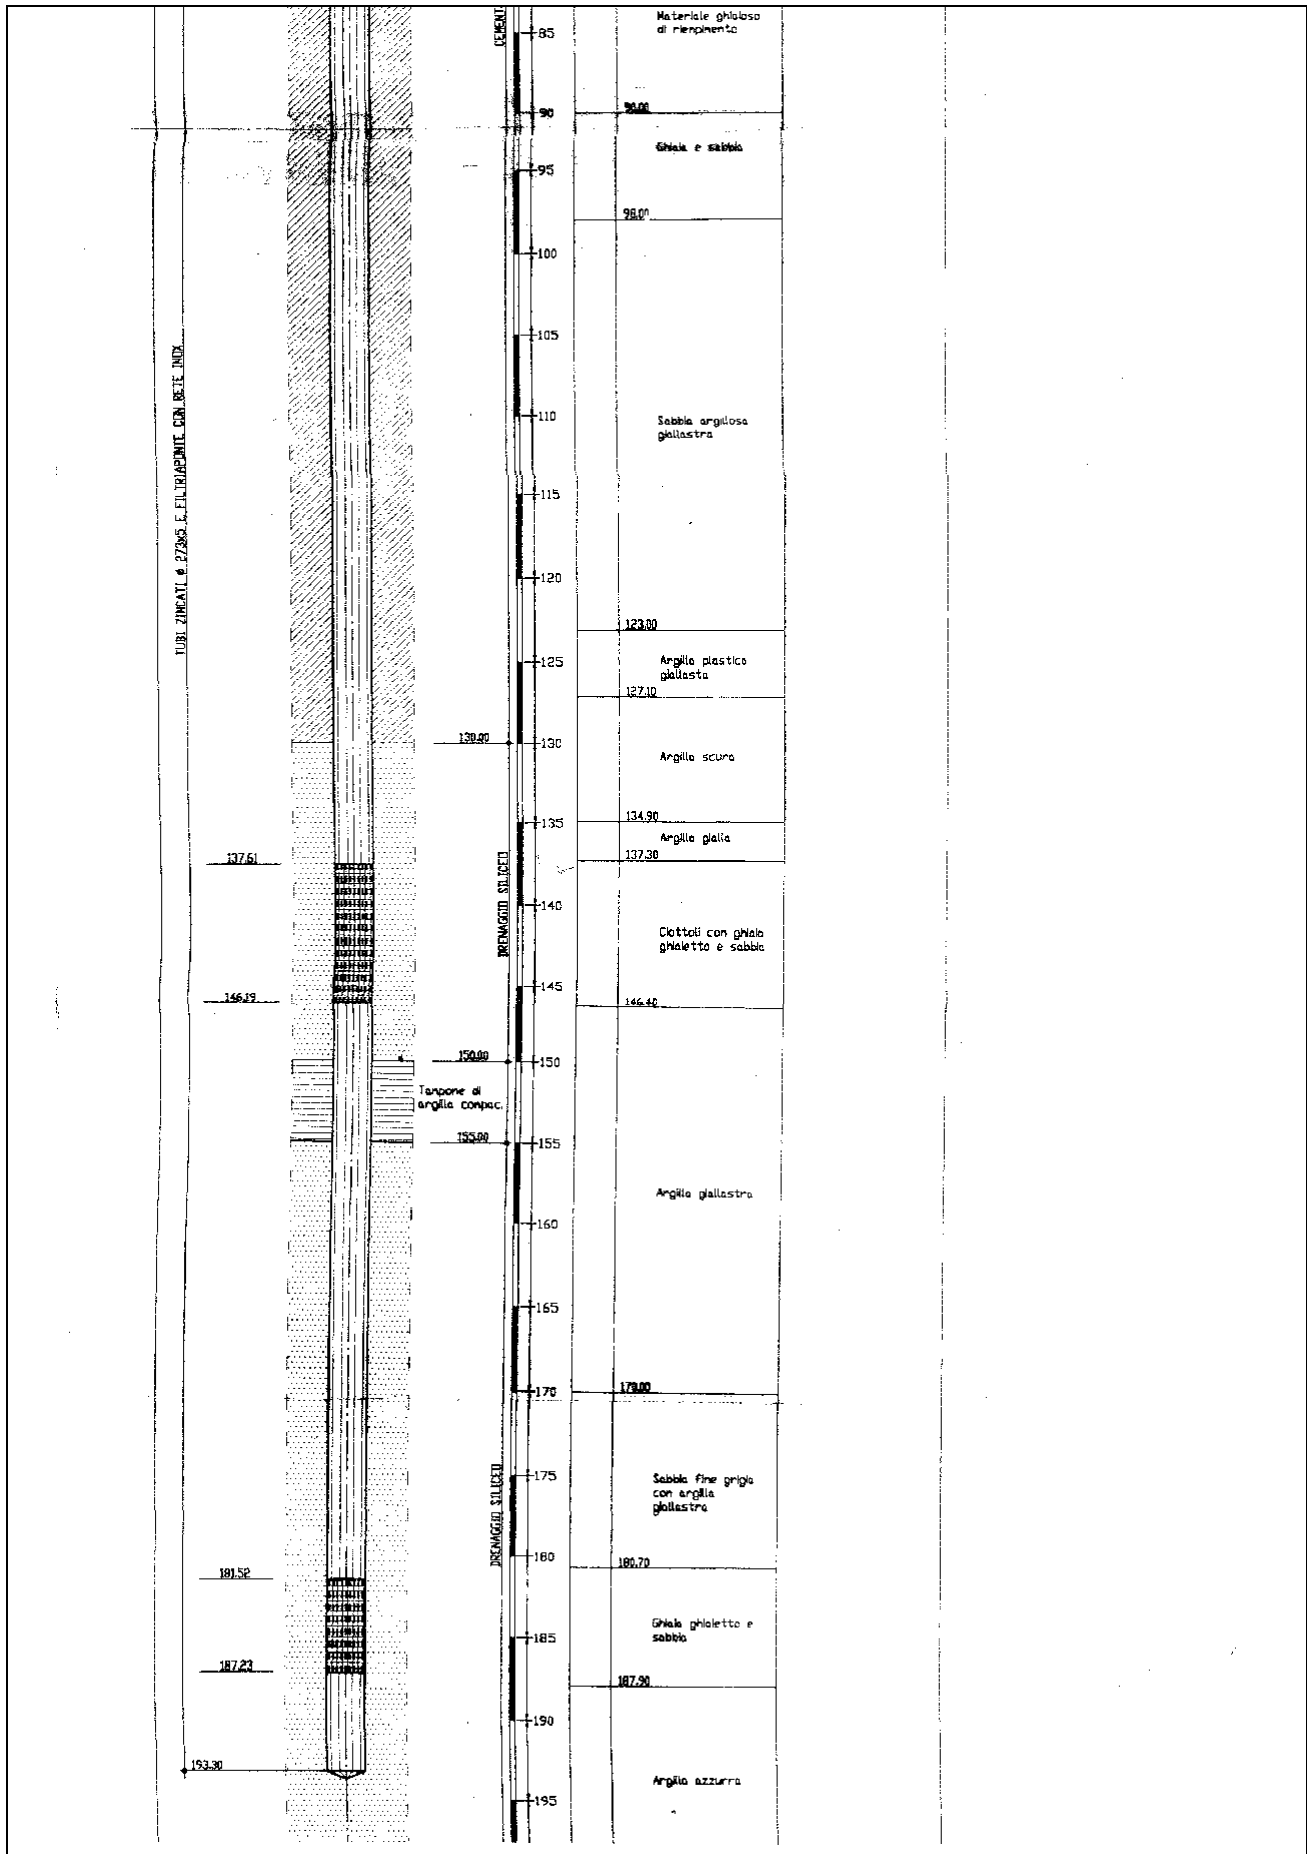 Materiale ghiaioso
di riempimento
CEMENT.
85
90.00
90
Ghiaia e sabbia
95
98.00
100
105
TUBI ZINCATI ø 273x5 E FILTRI A PONTE CON RETE INOX
110
Sabbia argillosa
giallastra
115
120
123.00
125
Argilla plastica
giallasta
127.10
130.00
130
Argilla scura
134.90
135
Argilla gialla
137.61
137.30
DRENAGGIO SILICEO
140
Ciottoli con ghiaia
ghiaietto e sabbia
145
146.19
146.40
150.00
150
Tampone di
argilla compac.
155.00
155
Argilla giallastra
160
165
170.00
170
DRENAGGIO SILICEO
175
Sabbia fine grigia
con argilla
giallastra
180
180.70
181.52
Ghiaia ghiaietto e
sabbia
185
187.23
187.90
190
193.30
Argilla azzurra
195